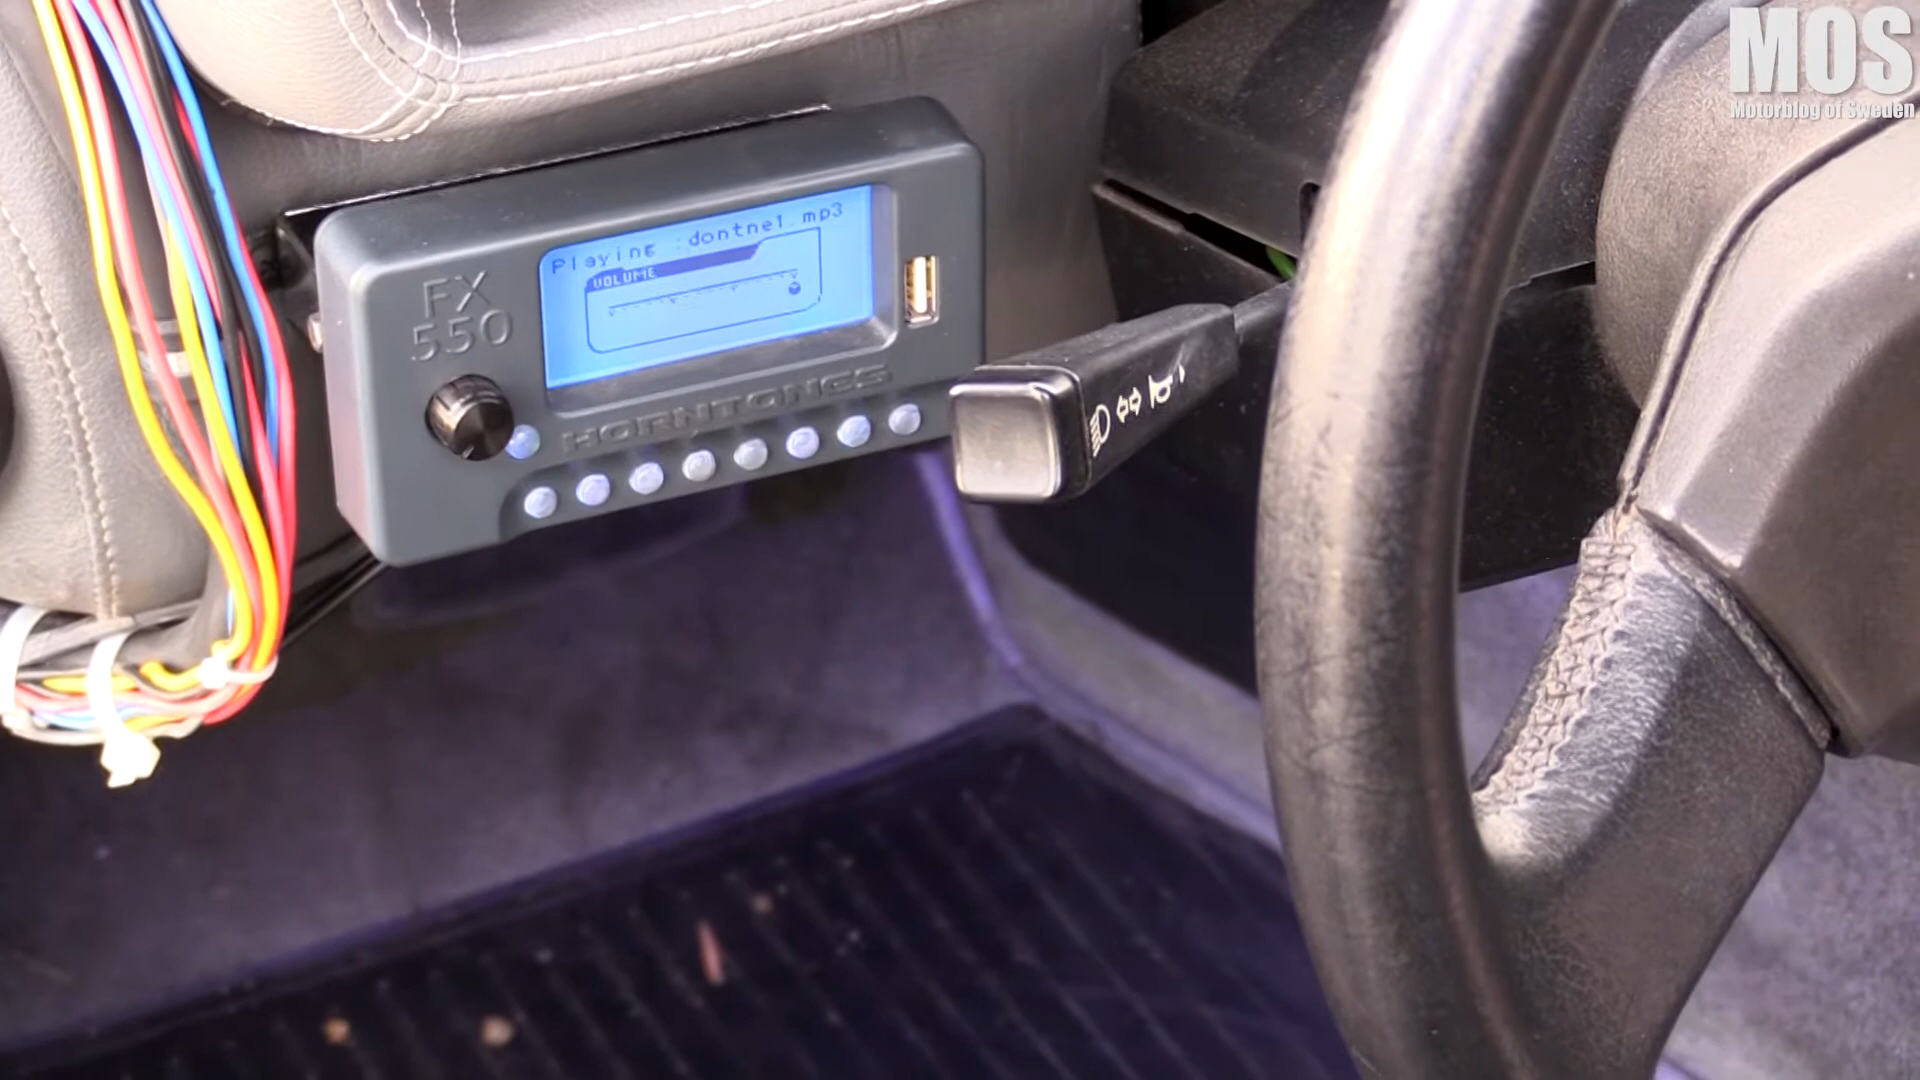 MOS
Motorblog of Sweden
Playing :dontne1.mp3
VOLUME
FX
550
HORNTONES